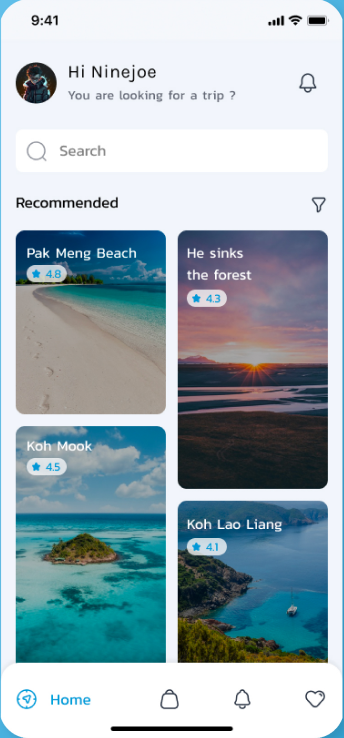 9:41
Hi Ninejoe
You are looking for a trip ?
Search
Recommended
Pak Meng Beach
4.8
He sinks
the forest
4.3
Koh Mook
4.5
Koh Lao Liang
4.1
Home